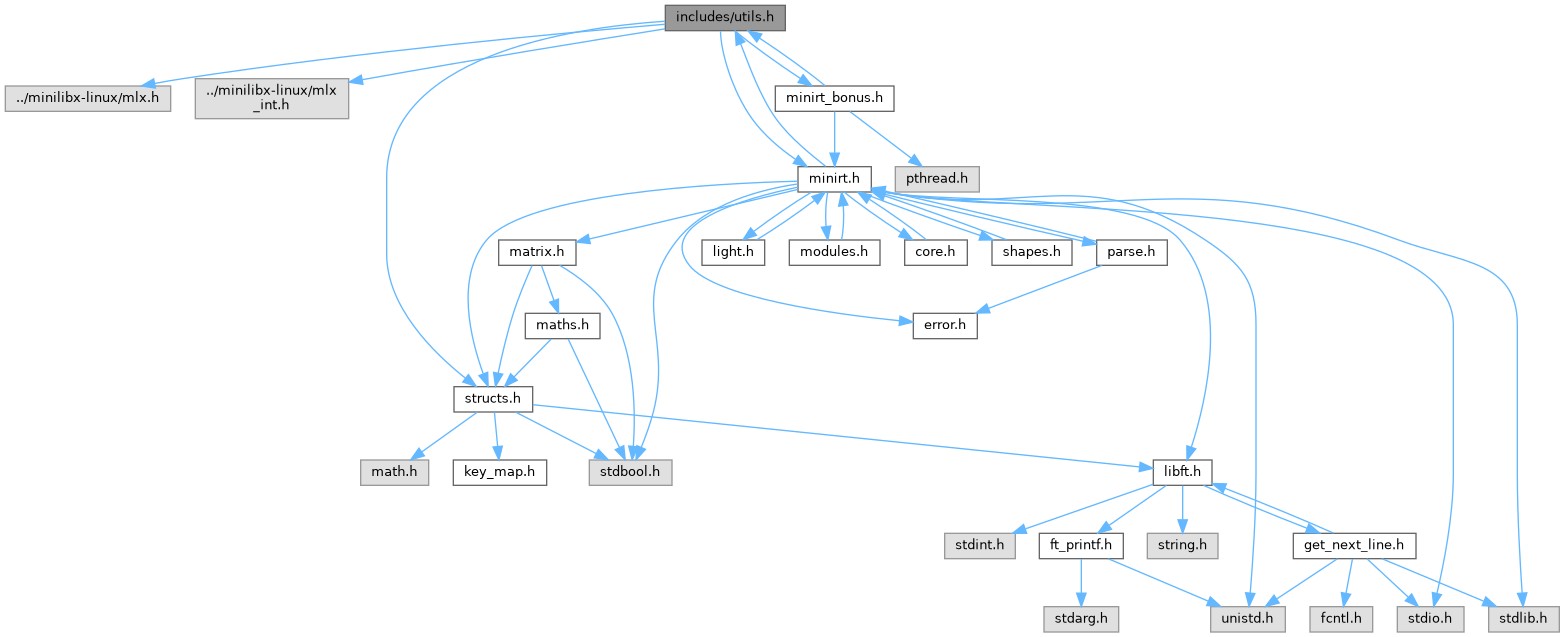 includes/utils.h
../minilibx-linux/mlx.h
../minilibx-linux/mlx
_int.h
minirt_bonus.h
minirt.h
pthread.h
matrix.h
light.h
modules.h
core.h
shapes.h
parse.h
maths.h
error.h
structs.h
math.h
key_map.h
stdbool.h
libft.h
stdint.h
ft_printf.h
string.h
get_next_line.h
stdarg.h
unistd.h
fcntl.h
stdio.h
stdlib.h